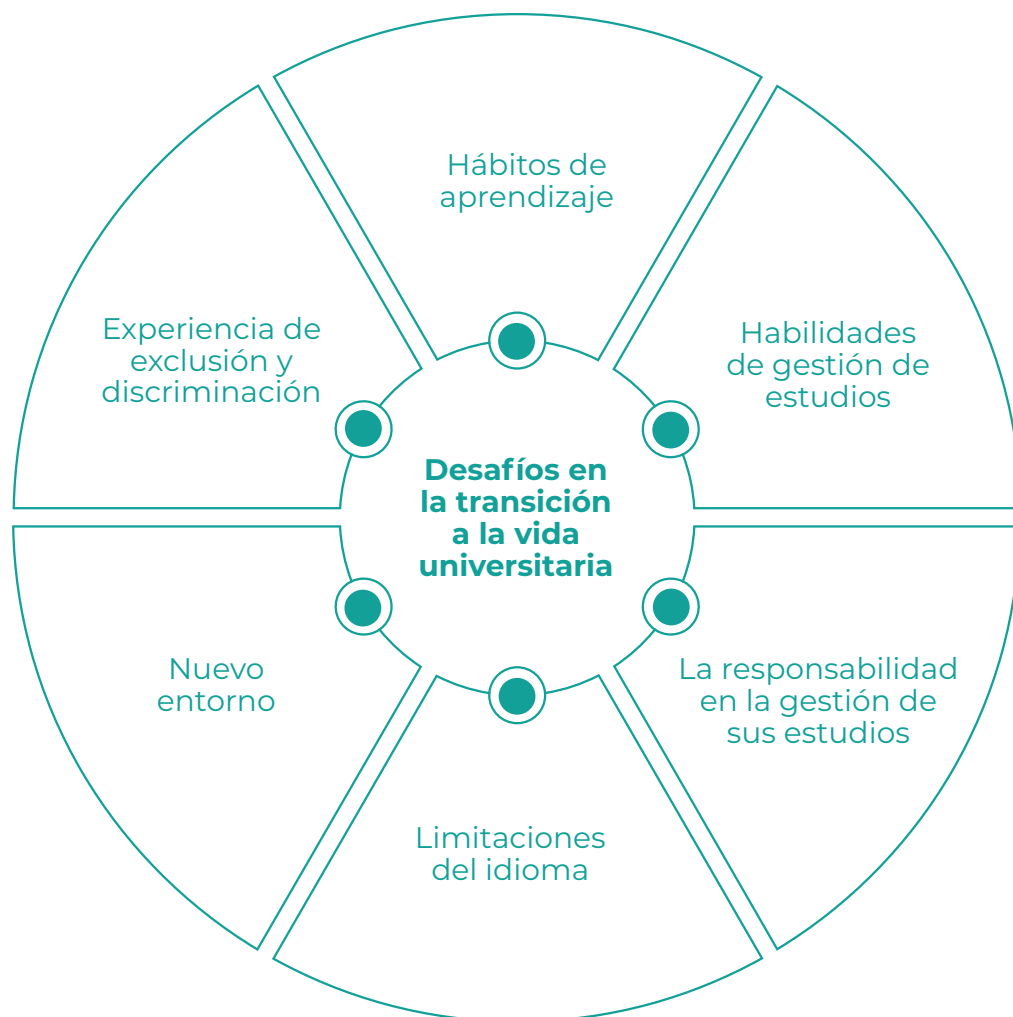 Hábitos de
aprendizaje
Habilidades
de gestión de
estudios
La responsabilidad
en la gestión de
sus estudios
Limitaciones
del idioma
Nuevo
entorno
Experiencia de
exclusión y
discriminación
Desafíos en
la transición
a la vida
universitaria